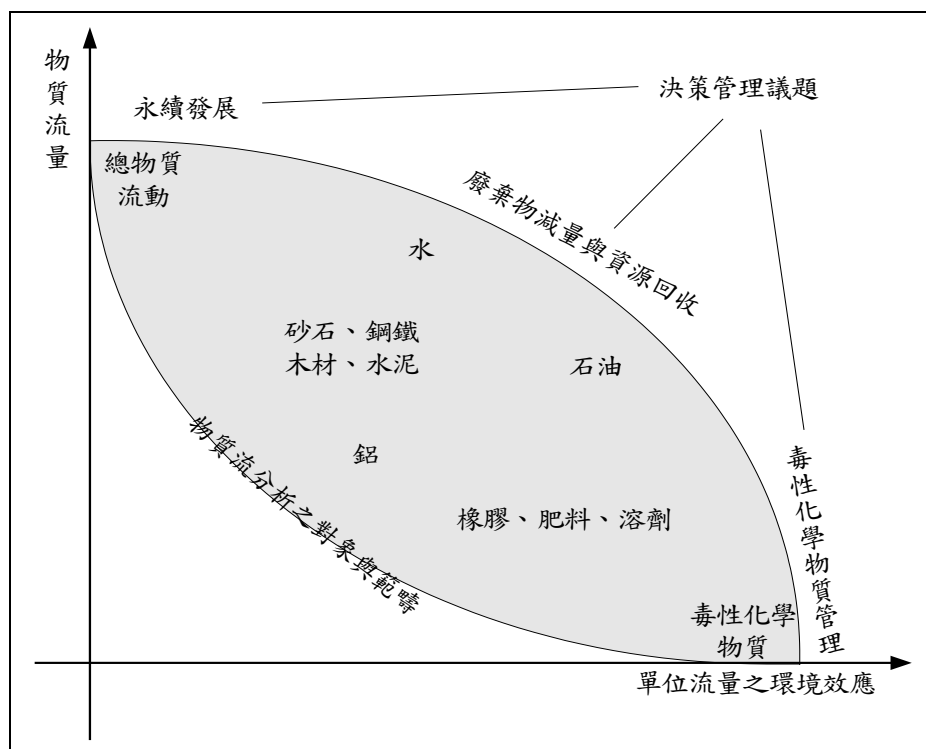 物質流量
永續發展
決策管理議題
總物質
流動
廢棄物減量與資源回收
水
砂石、鋼鐵
木材、水泥
石油
物質流分析之對象與範疇
鋁
毒性化學物質管理
橡膠、肥料、溶劑
毒性化學
物質
單位流量之環境效應